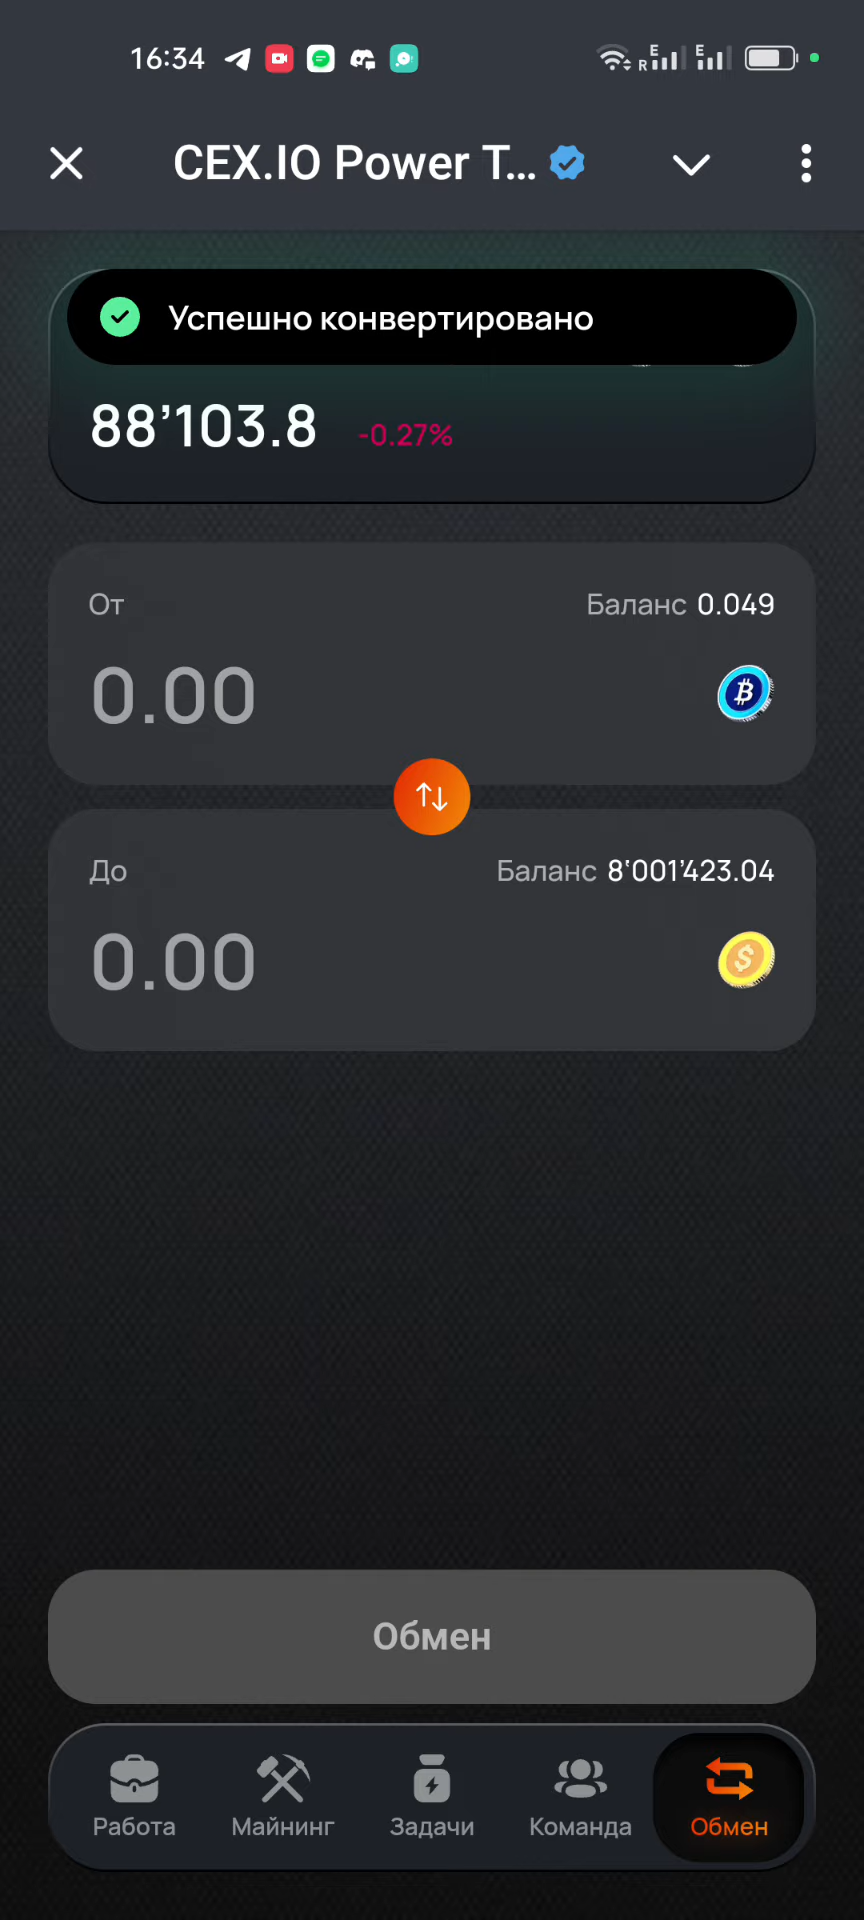 16:34
R E E
CEX.IO Power T...
Успешно конвертировано
88’103.8 -0.27%
От Баланс 0.049
0.00
До Баланс 8‘001’423.04
0.00
Обмен
Работа Майнинг Задачи Команда Обмен